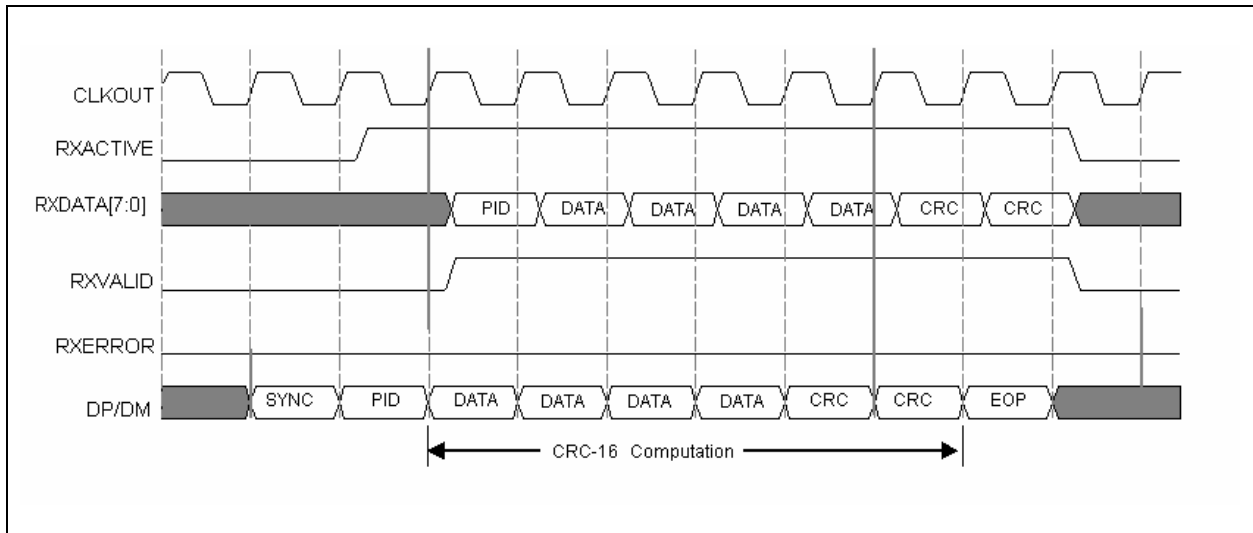 CLKOUT
RXACTIVE
RXDATA[7:0] PID DATA DATA DATA DATA CRC CRC
RXVALID
RXERROR
DP/DM SYNC PID DATA DATA DATA DATA CRC CRC EOP
CRC-16 Computation